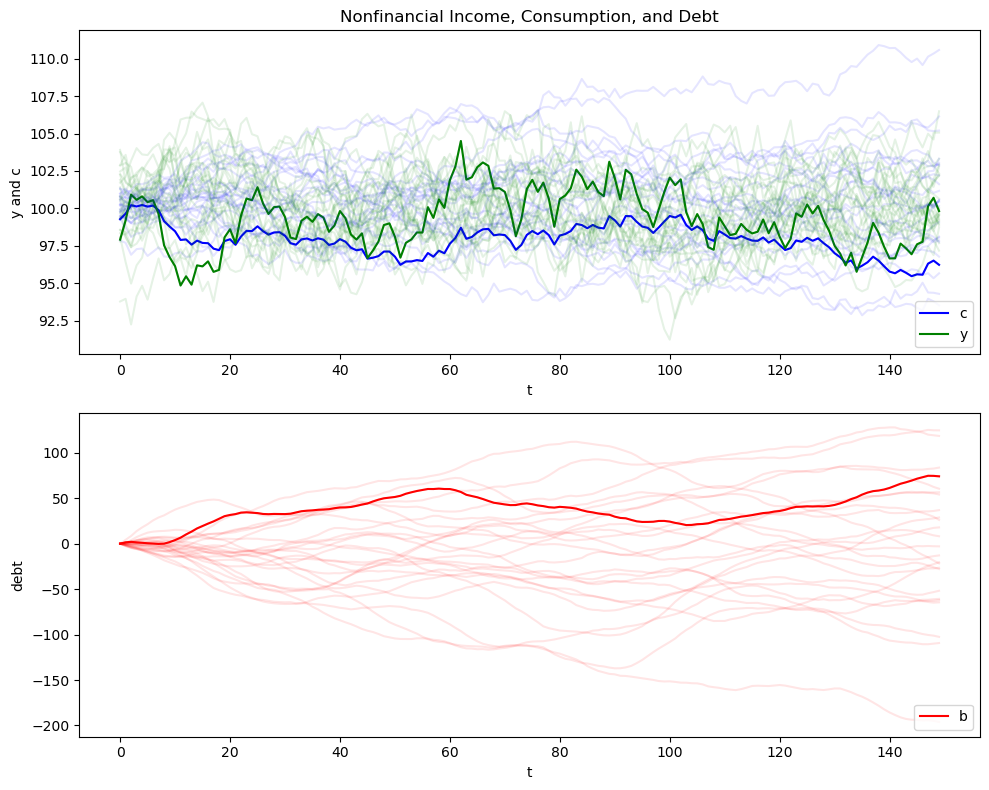 Nonfinancial Income, Consumption, and Debt
110.0
107.5
105.0
102.5
100.0
97.5
95.0
92.5
y and c
c
y
0 20 40 60 80 100 120 140
t
100
50
0
−50
−100
−150
−200
debt
b
0 20 40 60 80 100 120 140
t